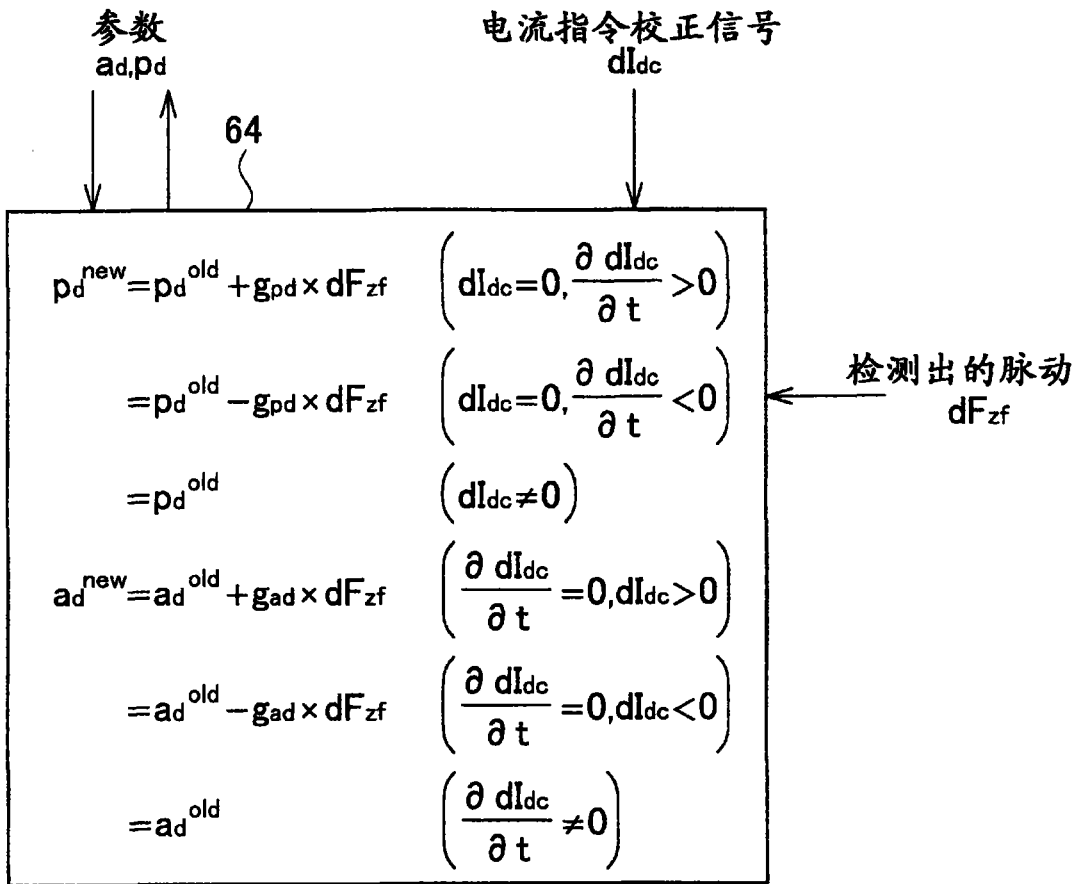 参数
ad,pd
电流指令校正信号
dIdc
64
pd^new=pd^old+gpd×dFzf (dIdc=0,∂dIdc/∂t>0)
=pd^old−gpd×dFzf (dIdc=0,∂dIdc/∂t<0)
=pd^old (dIdc≠0)
ad^new=ad^old+gad×dFzf (∂dIdc/∂t=0,dIdc>0)
=ad^old−gad×dFzf (∂dIdc/∂t=0,dIdc<0)
=ad^old (∂dIdc/∂t≠0)
检测出的脉动
dFzf